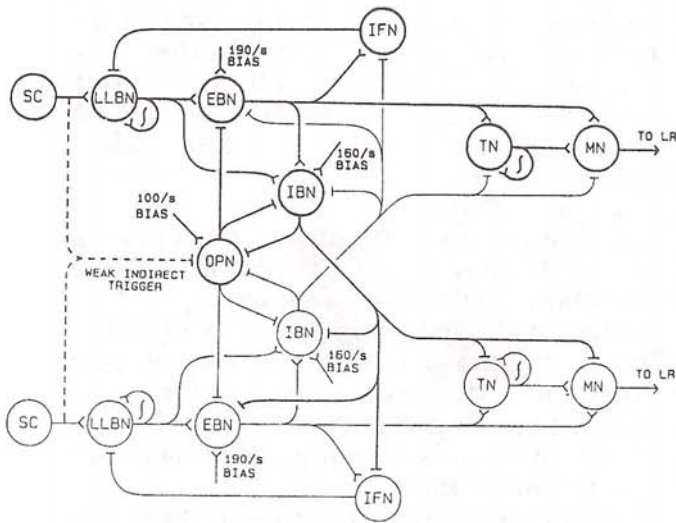 IFN
190/s
BIAS
SC
LLBN
∫
EBN
TN
∫
MN
TO LR
160/s
BIAS
IBN
100/s
BIAS
OPN
WEAK INDIRECT
TRIGGER
IBN
160/s
BIAS
∫
TN
MN
TO LR
∫
SC
LLBN
EBN
190/s
BIAS
IFN